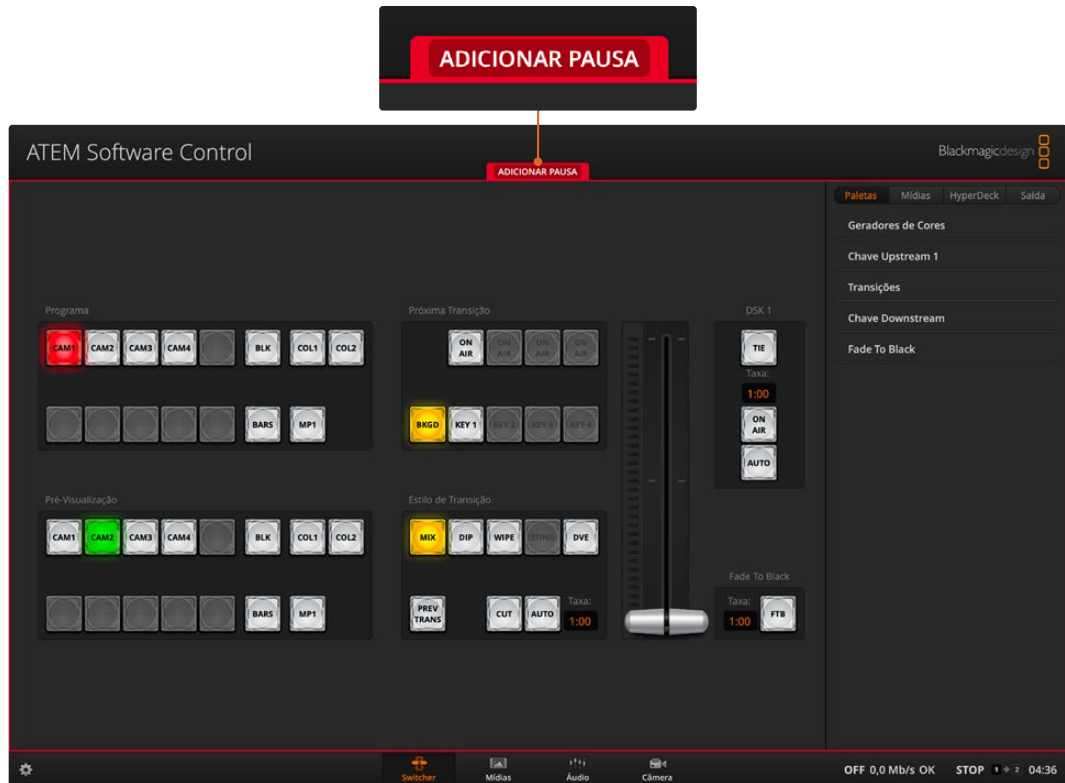 ADICIONAR PAUSA
ATEM Software Control
Blackmagicdesign
ADICIONAR PAUSA
Paletas Mídias HyperDeck Saída
Geradores de Cores
Chave Upstream 1
Transições
Chave Downstream
Fade To Black
Programa
CAM1 CAM2 CAM3 CAM4 BLK COL1 COL2
BARS MP1
Próxima Transição
ON AIR ON AIR ON AIR ON AIR
BKGD KEY 1 KEY 2 KEY 3 KEY 4
DSK 1
TIE
Taxa:
1:00
ON AIR
AUTO
Pré-Visualização
CAM1 CAM2 CAM3 CAM4 BLK COL1 COL2
BARS MP1
Estilo de Transição
MIX DIP WIPE STING DVE
PREV TRANS CUT AUTO Taxa: 1:00
Fade To Black
Taxa:
1:00 FTB
Switcher Mídias Áudio Câmera
OFF 0,0 Mb/s OK STOP 1 2 04:36